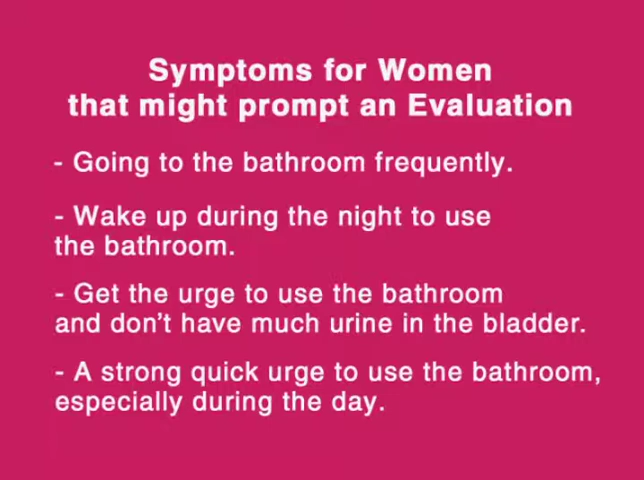 Symptoms for Women
that might prompt an Evaluation
- Going to the bathroom frequently.
- Wake up during the night to use
the bathroom.
- Get the urge to use the bathroom
and don't have much urine in the bladder.
- A strong quick urge to use the bathroom,
especially during the day.